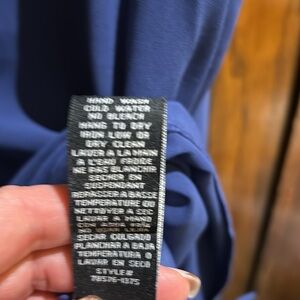 HAND WASH
COLD WATER
NO BLEACH
HANG TO DRY
IRON LOW OR
DRY CLEAN
LAVER A LA MAIN
A L'EAU FROIDE
NE PAS BLANCHIR
SECHER EN
SUSPENDANT
REPASSER A BASSE
TEMPERATURE OU
NETTOYER A SEC
LAVAR A MANO
CON AGUA FRIA
NO USAR CLORO
SECAR COLGADO
PLANCHAR A BAJA
TEMPERATURA O
LAVAR EN SECO
STYLE#